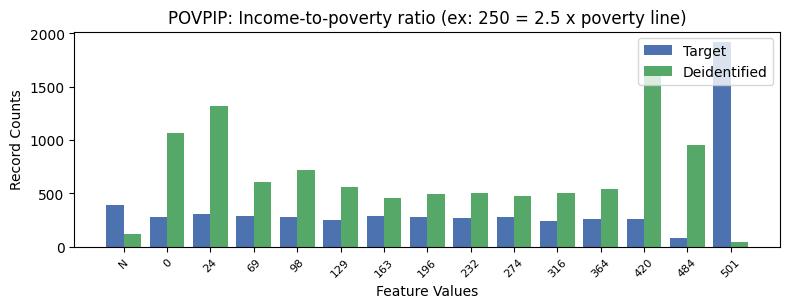 POVPIP: Income-to-poverty ratio (ex: 250 = 2.5 x poverty line)
Target
Deidentified
Record Counts
2000
1500
1000
500
0
N 0 24 69 98 129 163 196 232 274 316 364 420 484 501
Feature Values